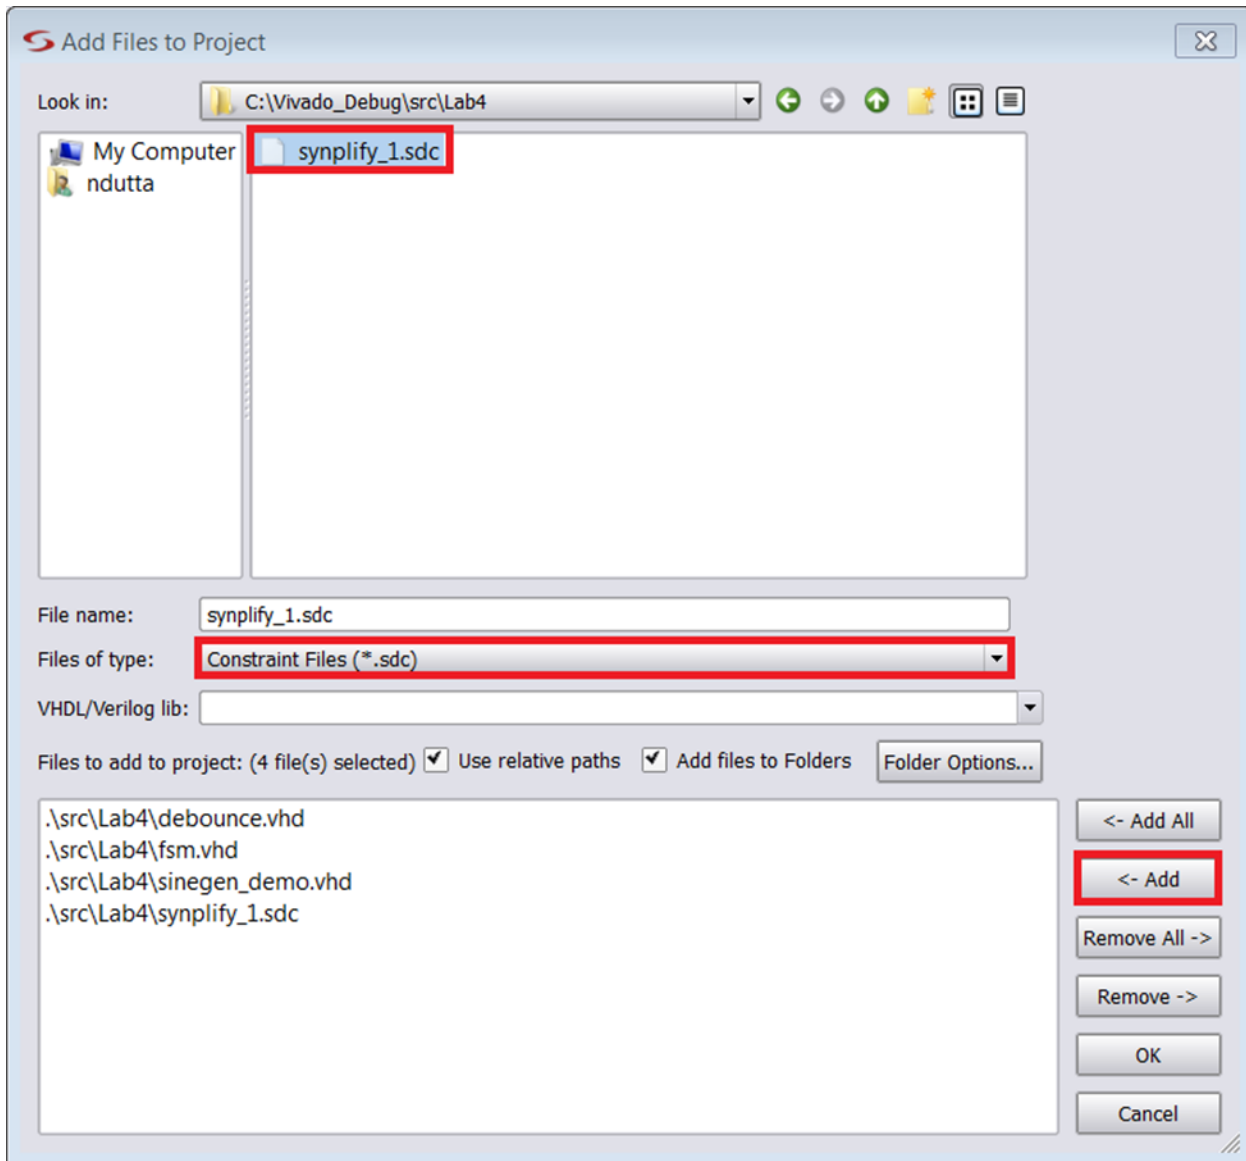 Add Files to Project
Look in: C:\Vivado_Debug\src\Lab4
My Computer
ndutta
synplify_1.sdc
File name: synplify_1.sdc
Files of type: Constraint Files (*.sdc)
VHDL/Verilog lib:
Files to add to project: (4 file(s) selected) Use relative paths Add files to Folders Folder Options...
.\src\Lab4\debounce.vhd
.\src\Lab4\fsm.vhd
.\src\Lab4\sinegen_demo.vhd
.\src\Lab4\synplify_1.sdc
<- Add All
<- Add
Remove All ->
Remove ->
OK
Cancel